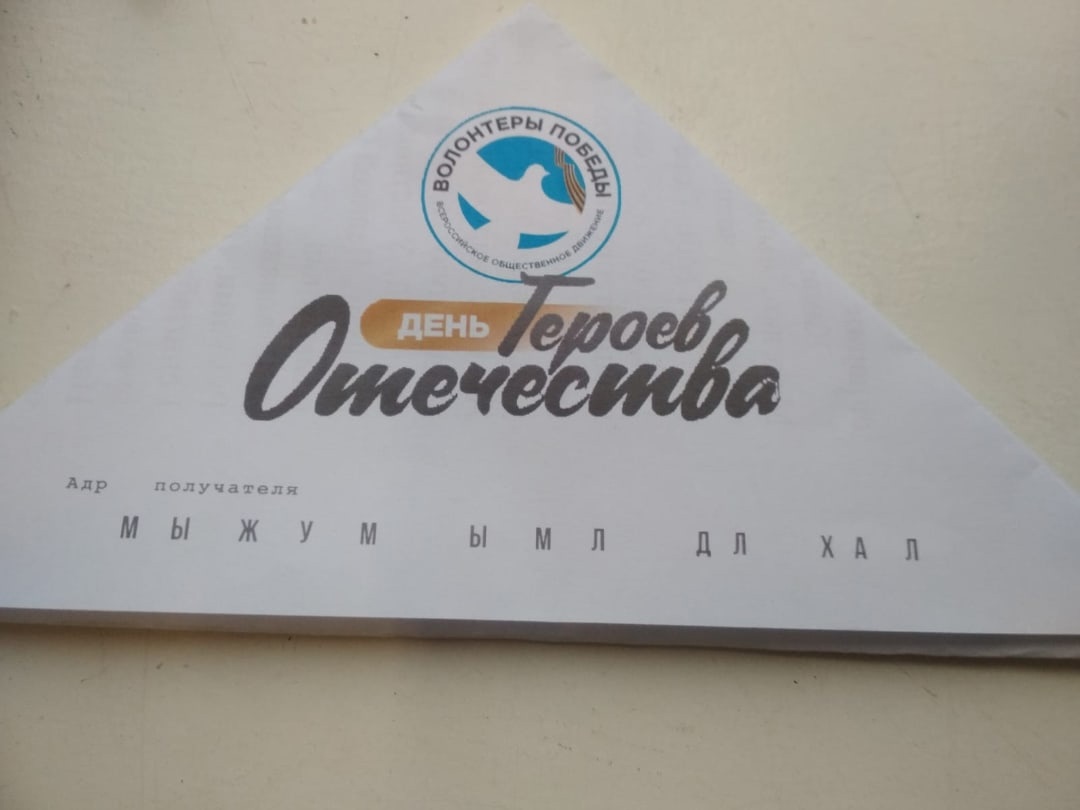 ВОЛОНТЕРЫ ПОБЕДЫ
ВСЕРОССИЙСКОЕ ОБЩЕСТВЕННОЕ ДВИЖЕНИЕ
ДЕНЬ Героев
Отечества
Адр получателя
М Ы Ж У М Ы М Л Д Л Х А Л